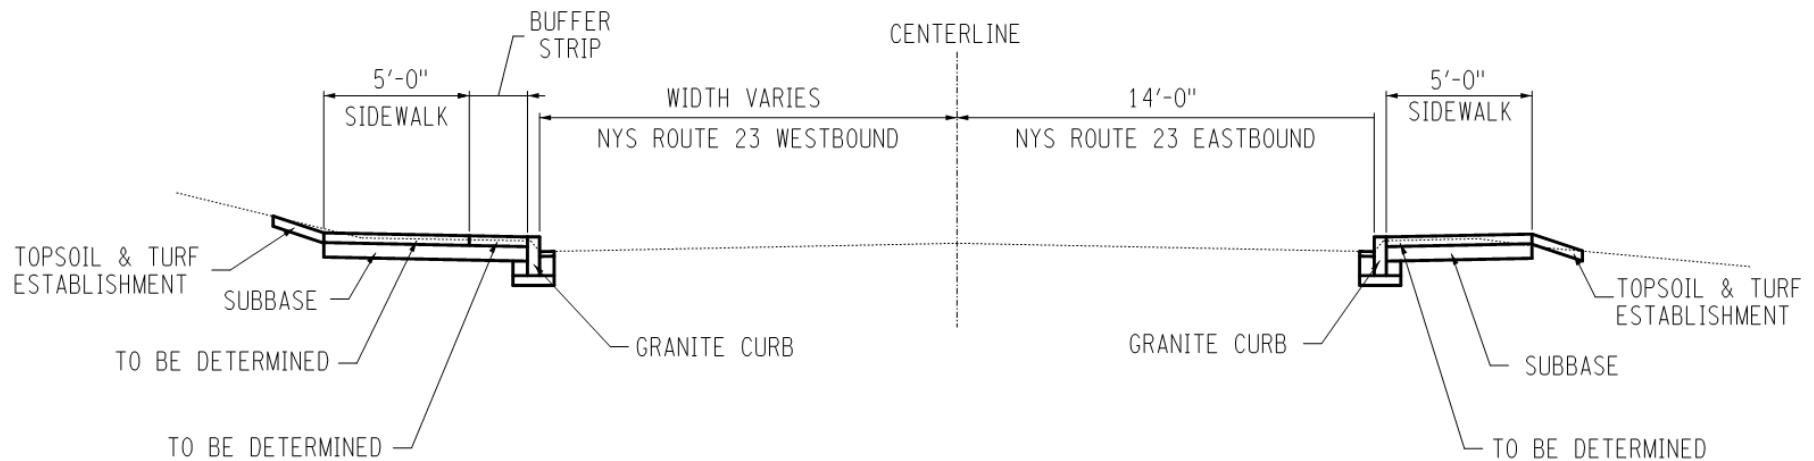 BUFFER
STRIP
CENTERLINE
5'-0"
SIDEWALK
WIDTH VARIES
NYS ROUTE 23 WESTBOUND
14'-0"
NYS ROUTE 23 EASTBOUND
5'-0"
SIDEWALK
TOPSOIL & TURF
ESTABLISHMENT
SUBBASE
TO BE DETERMINED
TO BE DETERMINED
GRANITE CURB
GRANITE CURB
TOPSOIL & TURF
ESTABLISHMENT
SUBBASE
TO BE DETERMINED